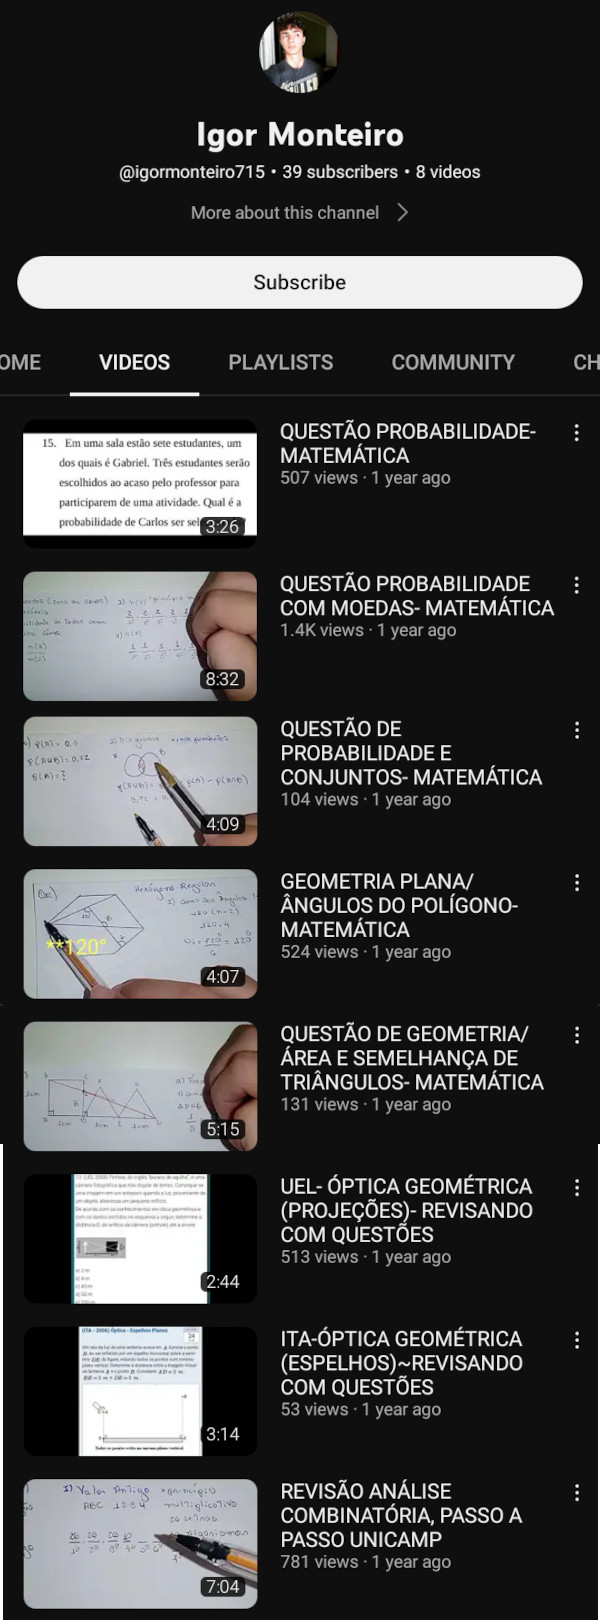 Igor Monteiro
@igormonteiro715 • 39 subscribers • 8 videos
More about this channel
Subscribe
OME VIDEOS PLAYLISTS COMMUNITY CH
15. Em uma sala estão sete estudantes, um
dos quais é Gabriel. Três estudantes serão
escolhidos ao acaso pelo professor para
participarem de uma atividade. Qual é a
probabilidade de Carlos ser
3:26
QUESTÃO PROBABILIDADE-
MATEMÁTICA
507 views · 1 year ago
8:32
QUESTÃO PROBABILIDADE
COM MOEDAS- MATEMÁTICA
1.4K views · 1 year ago
4:09
QUESTÃO DE
PROBABILIDADE E
CONJUNTOS- MATEMÁTICA
104 views · 1 year ago
Hexágono Regular
**120°
4:07
GEOMETRIA PLANA/
ÂNGULOS DO POLÍGONO-
MATEMÁTICA
524 views · 1 year ago
5:15
QUESTÃO DE GEOMETRIA/
ÁREA E SEMELHANÇA DE
TRIÂNGULOS- MATEMÁTICA
131 views · 1 year ago
2:44
UEL- ÓPTICA GEOMÉTRICA
(PROJEÇÕES)- REVISANDO
COM QUESTÕES
513 views · 1 year ago
(ITA - 2006) Óptica - Espelhos Planos
3:14
ITA-ÓPTICA GEOMÉTRICA
(ESPELHOS)~REVISANDO
COM QUESTÕES
53 views · 1 year ago
Valor Antigo
ABC 1234
7:04
REVISÃO ANÁLISE
COMBINATÓRIA, PASSO A
PASSO UNICAMP
781 views · 1 year ago